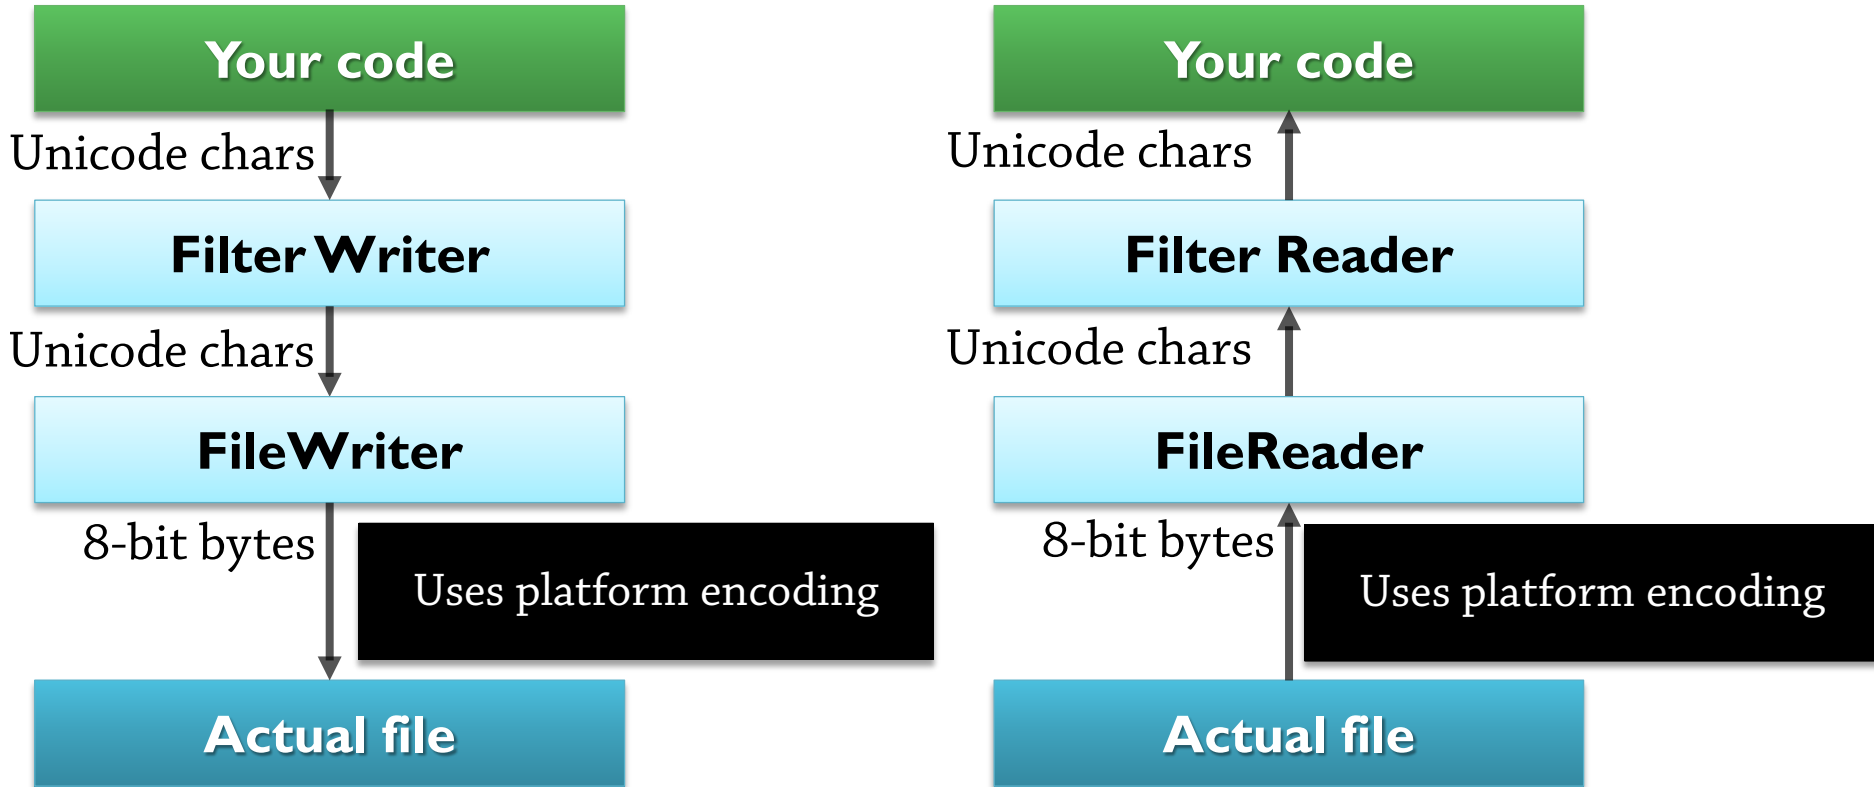 Your code
Unicode chars
Filter Writer
Unicode chars
FileWriter
8-bit bytes
Uses platform encoding
Actual file
Your code
Unicode chars
Filter Reader
Unicode chars
FileReader
8-bit bytes
Uses platform encoding
Actual file